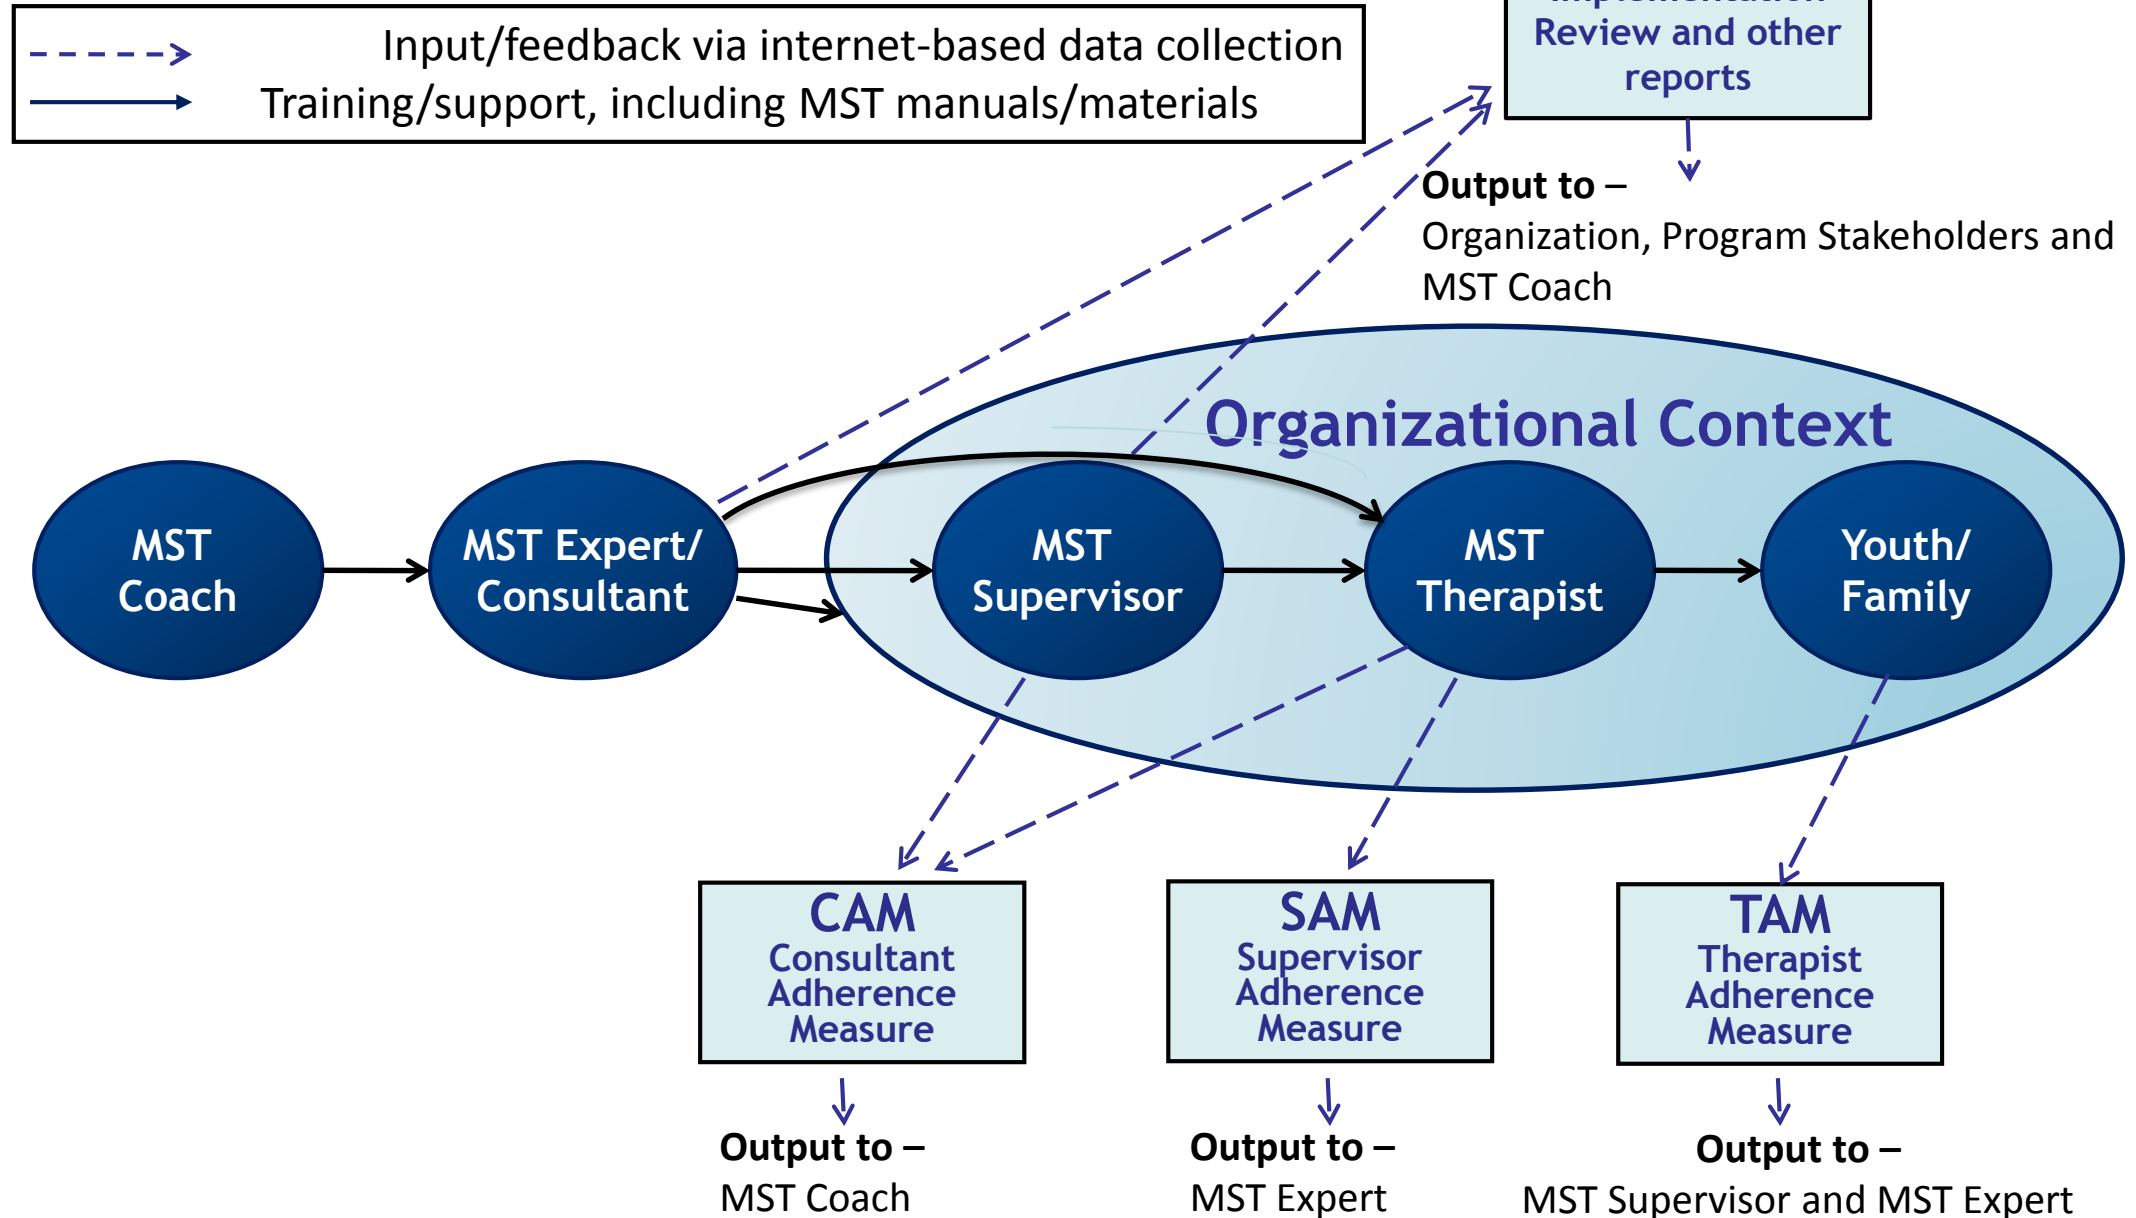 Input/feedback via internet-based data collection
Training/support, including MST manuals/materials
Implementation
Review and other
reports
Output to –
Organization, Program Stakeholders and
MST Coach
Organizational Context
MST
Coach
MST Expert/
Consultant
MST
Supervisor
MST
Therapist
Youth/
Family
CAM
Consultant
Adherence
Measure
SAM
Supervisor
Adherence
Measure
TAM
Therapist
Adherence
Measure
Output to –
MST Coach
Output to –
MST Expert
Output to –
MST Supervisor and MST Expert